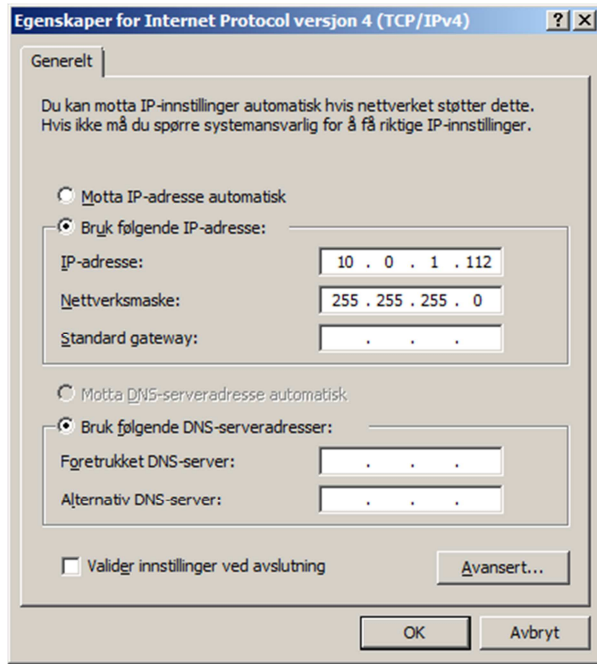 Egenskaper for Internet Protocol versjon 4 (TCP/IPv4)
Generelt
Du kan motta IP-innstillinger automatisk hvis nettverket støtter dette.
Hvis ikke må du spørre systemansvarlig for å få riktige IP-innstillinger.
Motta IP-adresse automatisk
Bruk følgende IP-adresse:
IP-adresse: 10 . 0 . 1 . 112
Nettverksmaske: 255 . 255 . 255 . 0
Standard gateway: . . .
Motta DNS-serveradresse automatisk
Bruk følgende DNS-serveradresser:
Foretrukket DNS-server: . . .
Alternativ DNS-server: . . .
Valider innstillinger ved avslutning Avansert...
OK Avbryt